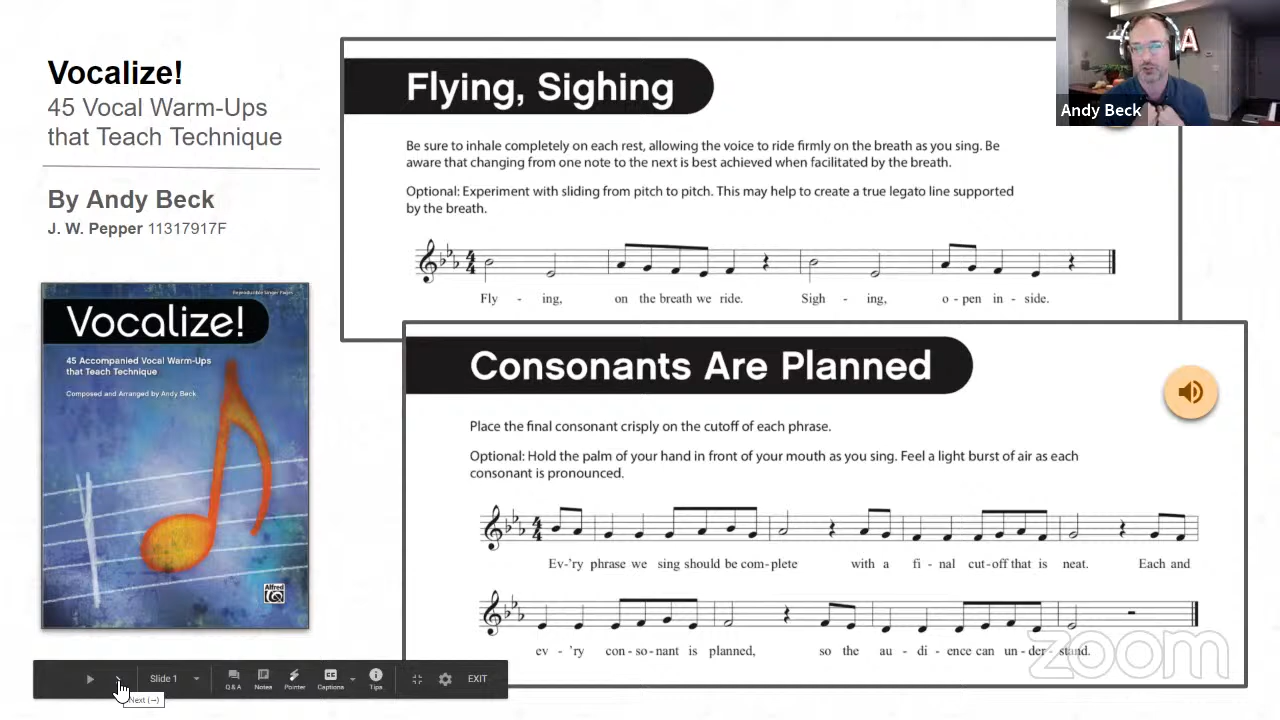 Vocalize!
45 Vocal Warm-Ups
that Teach Technique
By Andy Beck
J. W. Pepper 11317917F
Reproducible Singer Pages
Vocalize!
45 Accompanied Vocal Warm-Ups
that Teach Technique
Composed and Arranged by Andy Beck
Alfred
Flying, Sighing
Be sure to inhale completely on each rest, allowing the voice to ride firmly on the breath as you sing. Be
aware that changing from one note to the next is best achieved when facilitated by the breath.
Optional: Experiment with sliding from pitch to pitch. This may help to create a true legato line supported
by the breath.
4/4
Fly - ing, on the breath we ride. Sigh - ing, o - pen in - side.
A
Andy Beck
Consonants Are Planned
Place the final consonant crisply on the cutoff of each phrase.
Optional: Hold the palm of your hand in front of your mouth as you sing. Feel a light burst of air as each
consonant is pronounced.
4/4
Ev-'ry phrase we sing should be com-plete with a fi - nal cut-off that is neat. Each and
ev - 'ry con-so-nant is planned, so the au - di - ence can un-der-stand.
zoom
Slide 1 Q&A Notes Pointer Captions Tips EXIT
Next (→)